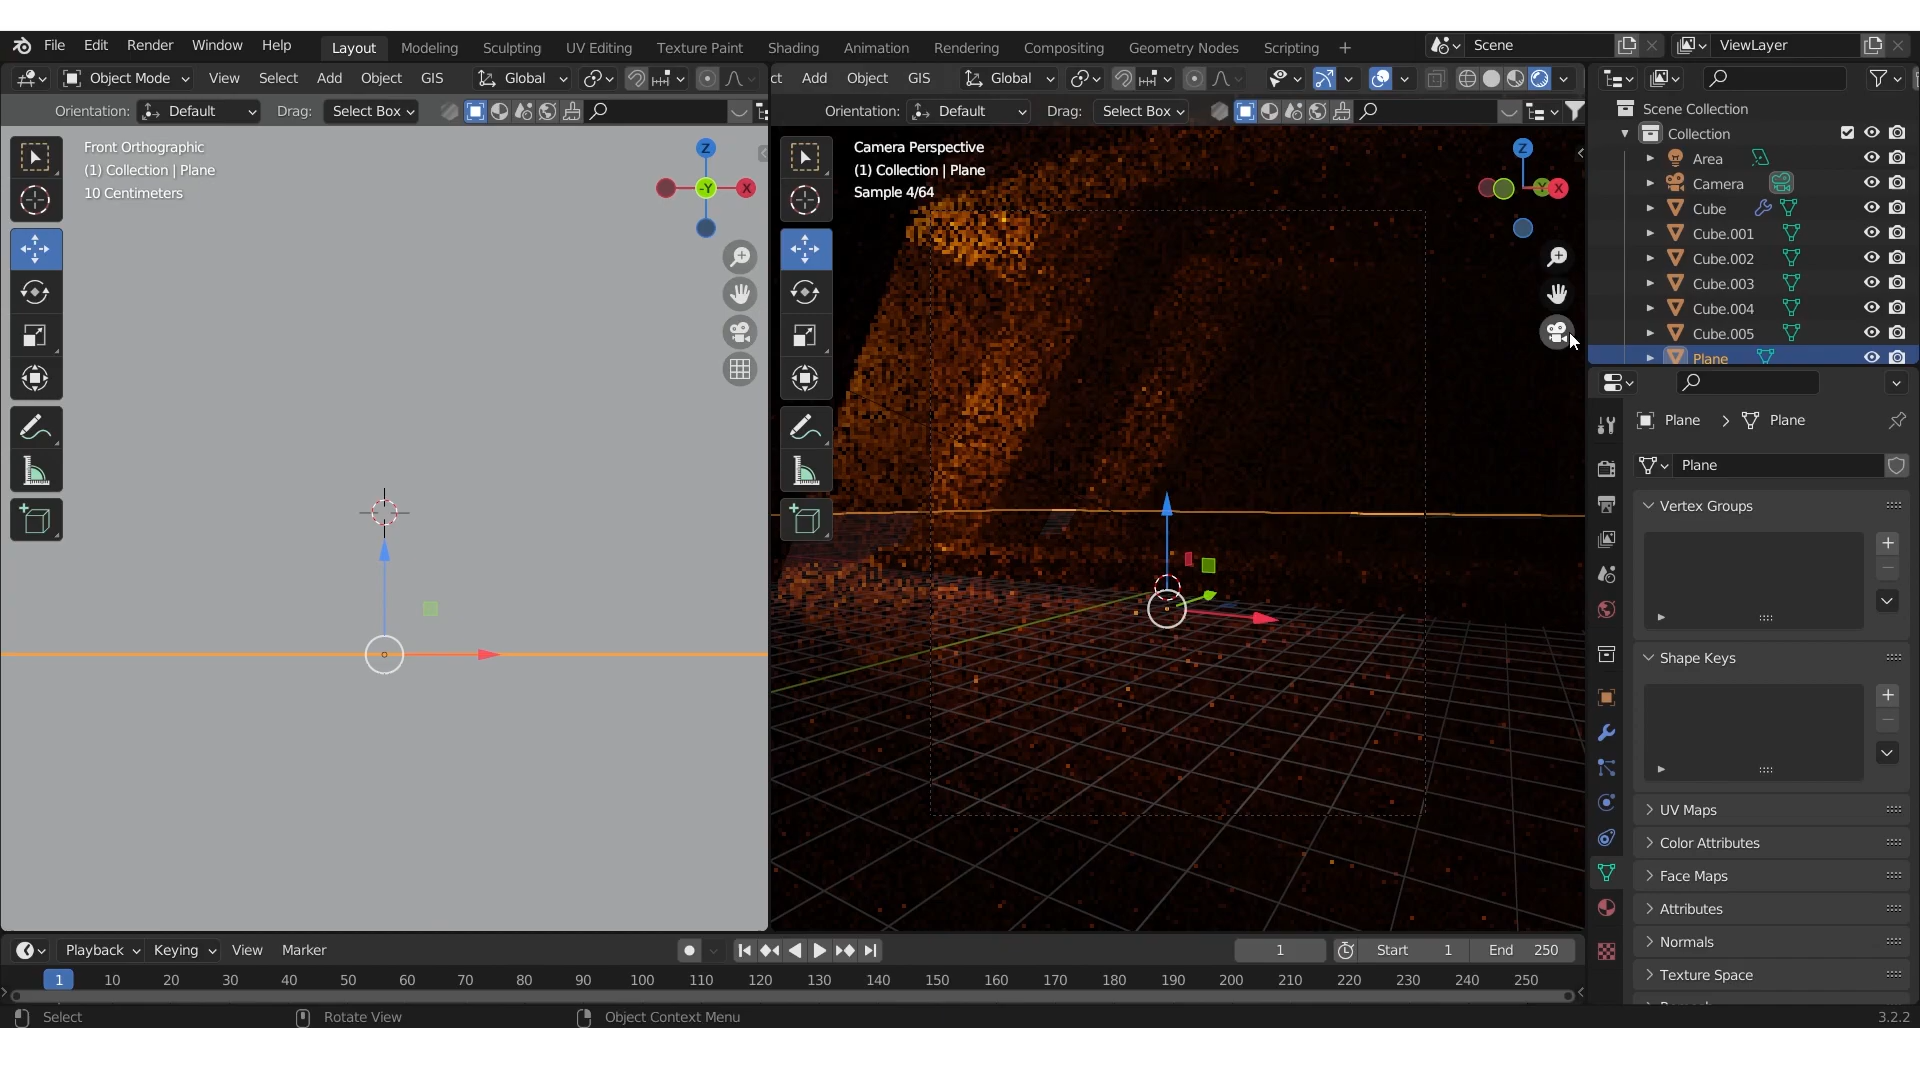 File Edit Render Window Help Layout Modeling Sculpting UV Editing Texture Paint Shading Animation Rendering Compositing Geometry Nodes Scripting + Scene ViewLayer
Object Mode View Select Add Object GIS Global
ct Add Object GIS Global
Orientation: Default Drag: Select Box
Orientation: Default Drag: Select Box
Front Orthographic
(1) Collection | Plane
10 Centimeters
Z
-Y
X
Camera Perspective
(1) Collection | Plane
Sample 4/64
Z
Y
X
Scene Collection
Collection
Area
Camera
Cube
Cube.001
Cube.002
Cube.003
Cube.004
Cube.005
Plane
Plane > Plane
Plane
Vertex Groups
Shape Keys
UV Maps
Color Attributes
Face Maps
Attributes
Normals
Texture Space
Playback Keying View Marker 1 Start 1 End 250
1 10 20 30 40 50 60 70 80 90 100 110 120 130 140 150 160 170 180 190 200 210 220 230 240 250
Select Rotate View Object Context Menu 3.2.2